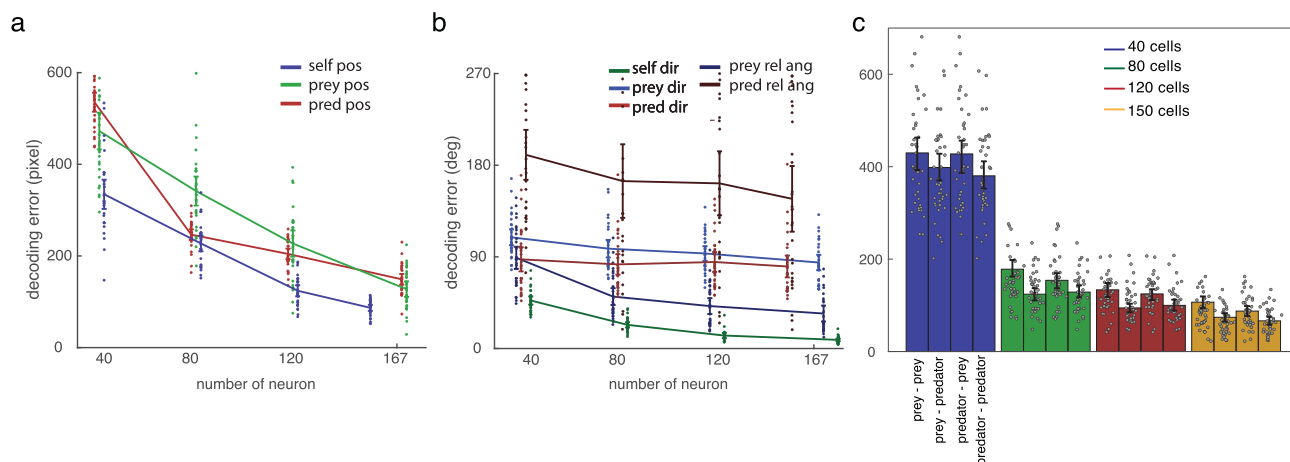 a
600
400
200
0
decoding error (pixel)
40
80
120
167
number of neuron
self pos
prey pos
pred pos
b
270
180
90
0
decoding error (deg)
40
80
120
167
number of neuron
self dir
prey dir
pred dir
prey rel ang
pred rel ang
c
600
400
200
0
40 cells
80 cells
120 cells
150 cells
prey - prey
prey - predator
predator - prey
predator - predator